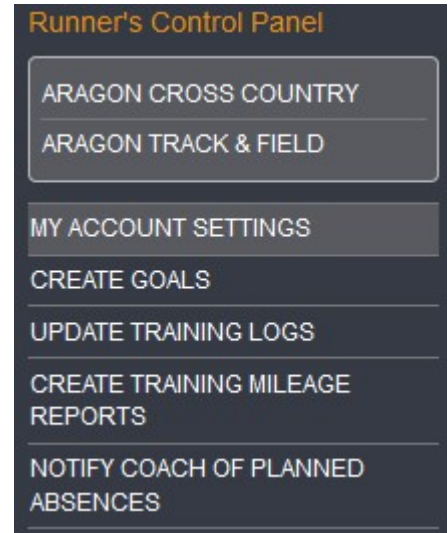 Runner's Control Panel
ARAGON CROSS COUNTRY
ARAGON TRACK & FIELD
MY ACCOUNT SETTINGS
CREATE GOALS
UPDATE TRAINING LOGS
CREATE TRAINING MILEAGE
REPORTS
NOTIFY COACH OF PLANNED
ABSENCES